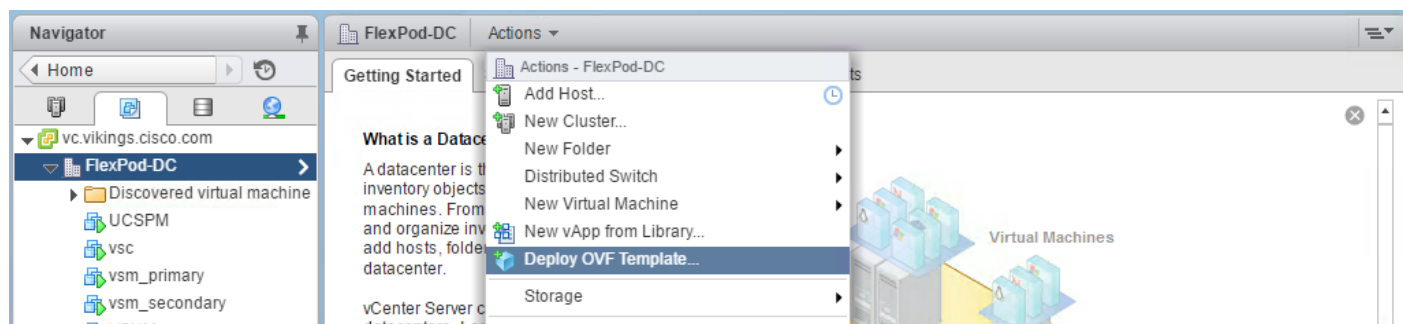 Navigator
FlexPod-DC
Actions
Home
Getting Started
Actions - FlexPod-DC
ts
Add Host...
New Cluster...
vc.vikings.cisco.com
What is a Datace
New Folder
FlexPod-DC
A datacenter is t
Distributed Switch
Discovered virtual machine
inventory objects
machines. From
New Virtual Machine
UCSPM
and organize inv
New vApp from Library...
Virtual Machines
vsc
add hosts, folde
Deploy OVF Template...
vsm_primary
datacenter.
vsm_secondary
Storage
vCenter Server c